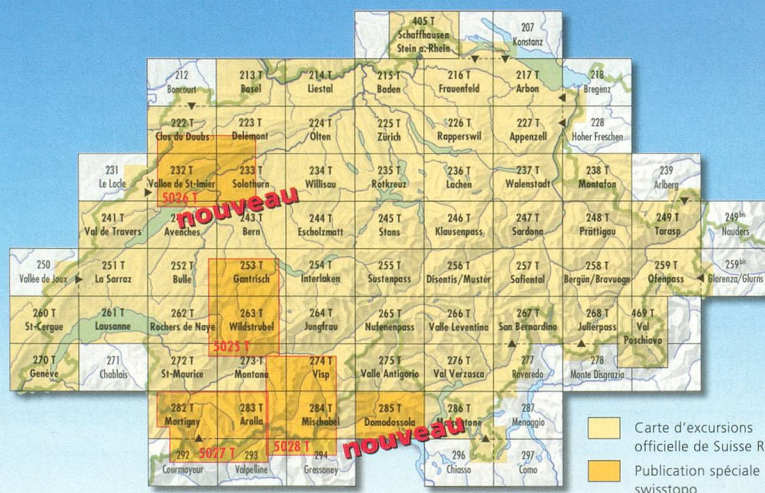 405 T
Schaffhausen
Stein a. Rhein
207
Konstanz
212
Boncourt
213 T
Basel
214 T
Liestal
215 T
Baden
216 T
Frauenfeld
217 T
Arbon
218
Bregenz
222 T
Clos du Doubs
223 T
Delémont
224 T
Olten
225 T
Zürich
226 T
Rapperswil
227 T
Appenzell
228
Hoher Freschen
231
Le Locle
232 T
Vallon de St-Imier
5026 T
233 T
Solothurn
234 T
Willisau
235 T
Rotkreuz
236 T
Lachen
237 T
Walenstadt
238 T
Montafon
239
Arlberg
nouveau
241 T
Val de Travers
Avenches
243 T
Bern
244 T
Escholzmatt
245 T
Stans
246 T
Klausenpass
247 T
Sardona
248 T
Prättigau
249 T
Tarasp
249bis
Nauders
250
Vallée de Joux
251 T
La Sarraz
252 T
Bulle
253 T
Gantrisch
254 T
Interlaken
255 T
Sustenpass
256 T
Disentis/Mustér
257 T
Safiental
258 T
Bergün/Bravuogn
259 T
Ofenpass
259bis
Glorenza/Glurns
260 T
St-Cergue
261 T
Lausanne
262 T
Rochers de Naye
263 T
Wildstrubel
5025 T
264 T
Jungfrau
265 T
Nufenenpass
266 T
Valle Leventina
267 T
San Bernardino
268 T
Julierpass
469 T
Val
Poschiavo
270 T
Genève
271
Chablais
272 T
St-Maurice
273 T
Montana
274 T
Visp
275 T
Valle Antigorio
276 T
Val Verzasca
277
Roveredo
278
Monte Disgrazia
282 T
Martigny
283 T
Arolla
5027 T
284 T
Mischabel
5028 T
285 T
Domodossola
nouveau
286 T
287
Menaggio
292
Courmayeur
293
Valpelline
294
Gressoney
296
Chiasso
297
Como
Carte d'excursions
officielle de Suisse R
Publication spéciale
swisstopo